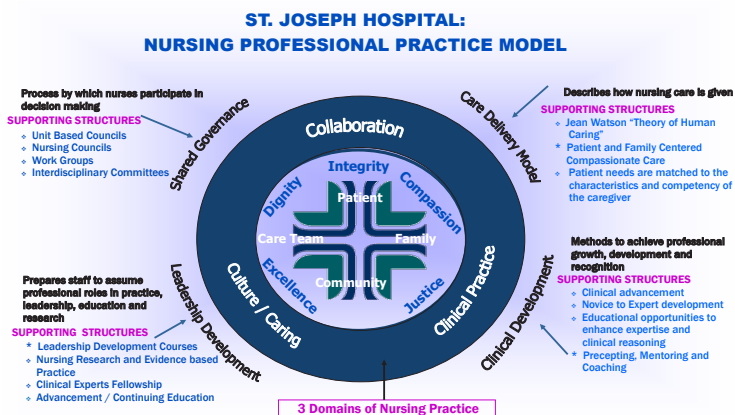 ST. JOSEPH HOSPITAL:
NURSING PROFESSIONAL PRACTICE MODEL
Process by which nurses participate in
decision making
SUPPORTING STRUCTURES
❖ Unit Based Councils
❖ Nursing Councils
❖ Work Groups
❖ Interdisciplinary Committees
Shared Governance
Care Delivery Model
Describes how nursing care is given
SUPPORTING STRUCTURES
❖ Jean Watson “Theory of Human
Caring”
* Patient and Family Centered
Compassionate Care
❖ Patient needs are matched to the
characteristics and competency of
the caregiver
Collaboration
Integrity
Dignity
Compassion
Patient
Care Team
Family
Community
Excellence
Justice
Culture / Caring
Clinical Practice
Prepares staff to assume
professional roles in practice,
leadership, education and
research
SUPPORTING STRUCTURES
* Leadership Development Courses
❖ Nursing Research and Evidence based
Practice
❖ Clinical Experts Fellowship
❖ Advancement / Continuing Education
Leadership Development
Clinical Development
Methods to achieve professional
growth, development and
recognition
SUPPORTING STRUCTURES
❖ Clinical advancement
❖ Novice to Expert development
❖ Educational opportunities to
enhance expertise and
clinical reasoning
* Precepting, Mentoring and
Coaching
3 Domains of Nursing Practice